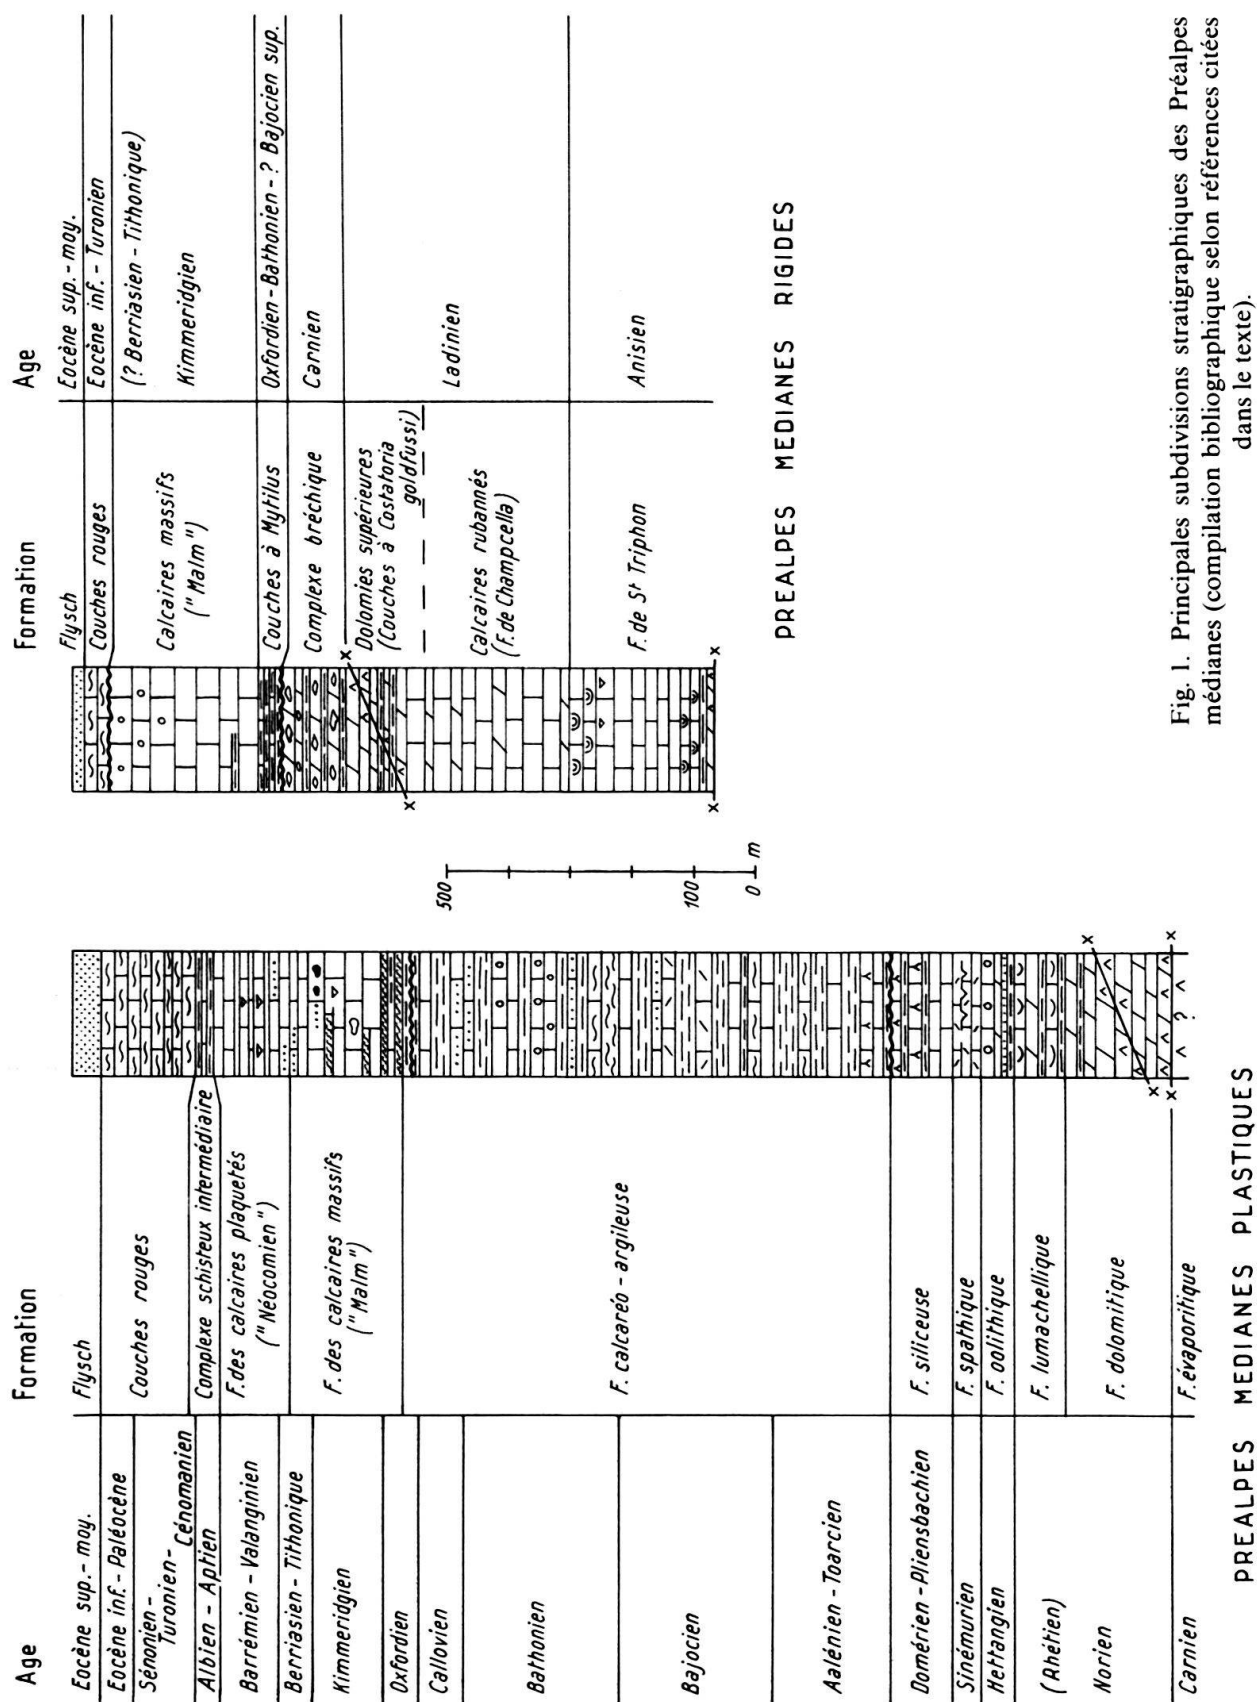 Age
Formation
Eocène sup.- moy.
Eocène inf.- Paléocène
Sénonien-
Turonien-
Cénomanien
Albien - Aptien
Barrémien - Valanginien
Berriasien - Tithonique
Kimmeridgien
Oxfordien
Callovien
Bathonien
Bajocien
Aalénien - Toarcien
Domérien - Pliensbachien
Sinémurien
Hettangien
(Rhétien)
Norien
Carnien
Flysch
Couches rouges
Complexe schisteux intermédiaire
F. des calcaires plaquetés
("Néocomien")
F. des calcaires massifs
("Malm")
F. calcaréo - argileuse
F. siliceuse
F. spathique
F. oolithique
F. lumachellique
F. dolomitique
F. évaporitique
?
PREALPES MEDIANES PLASTIQUES
500
100
0 m
Formation
Age
Flysch
Couches rouges
Calcaires massifs
("Malm")
Couches à Mytilus
Complexe bréchique
Dolomies supérieures
(Couches à Costatoria
goldfussi)
Calcaires rubannés
(F. de Champcella)
F. de St Triphon
Eocène sup.- moy.
Eocène inf. - Turonien
(? Berriasien - Tithonique)
Kimmeridgien
Oxfordien - Bathonien - ? Bajocien sup.
Carnien
Ladinien
Anisien
PREALPES MEDIANES RIGIDES
Fig. 1. Principales subdivisions stratigraphiques des Préalpes
médianes (compilation bibliographique selon références citées
dans le texte).